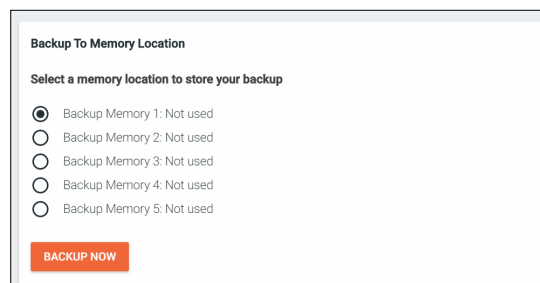 Backup To Memory Location
Select a memory location to store your backup
Backup Memory 1: Not used
Backup Memory 2: Not used
Backup Memory 3: Not used
Backup Memory 4: Not used
Backup Memory 5: Not used
BACKUP NOW